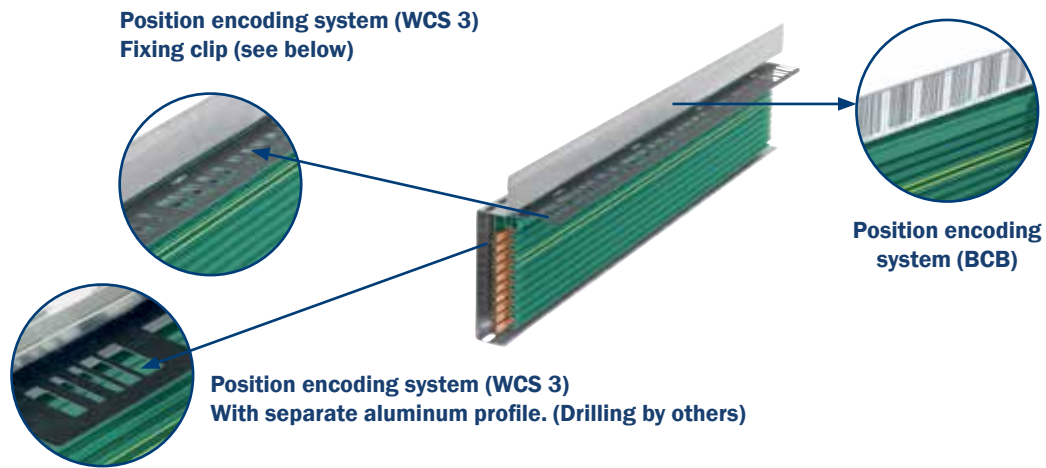 Position encoding system (WCS 3)
Fixing clip (see below)
Position encoding
system (BCB)
Position encoding system (WCS 3)
With separate aluminum profile. (Drilling by others)